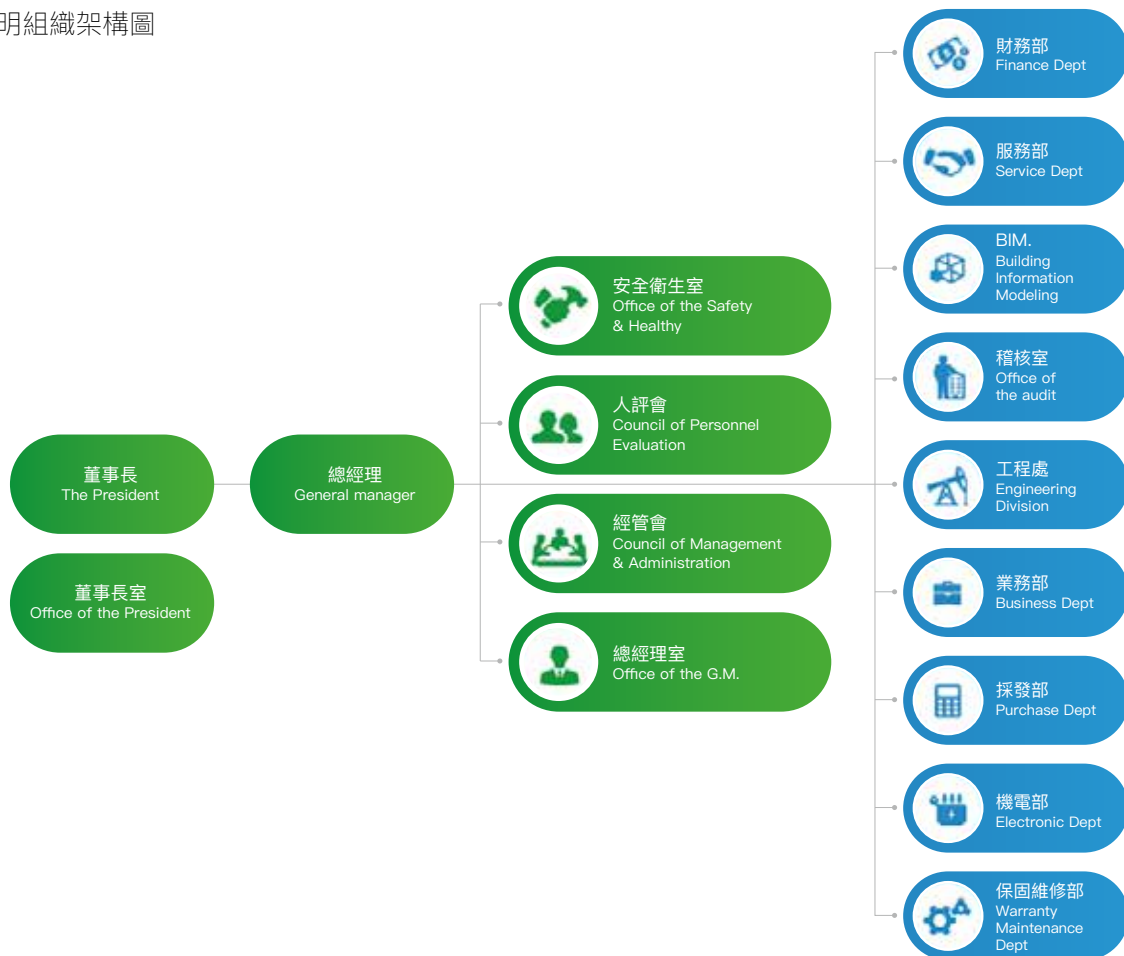 明組織架構圖
董事長
The President
董事長室
Office of the President
總經理
General manager
安全衛生室
Office of the Safety
& Healthy
人評會
Council of Personnel
Evaluation
經管會
Council of Management
& Administration
總經理室
Office of the G.M.
財務部
Finance Dept
服務部
Service Dept
BIM.
Building
Information
Modeling
稽核室
Office of
the audit
工程處
Engineering
Division
業務部
Business Dept
採發部
Purchase Dept
機電部
Electronic Dept
保固維修部
Warranty
Maintenance
Dept